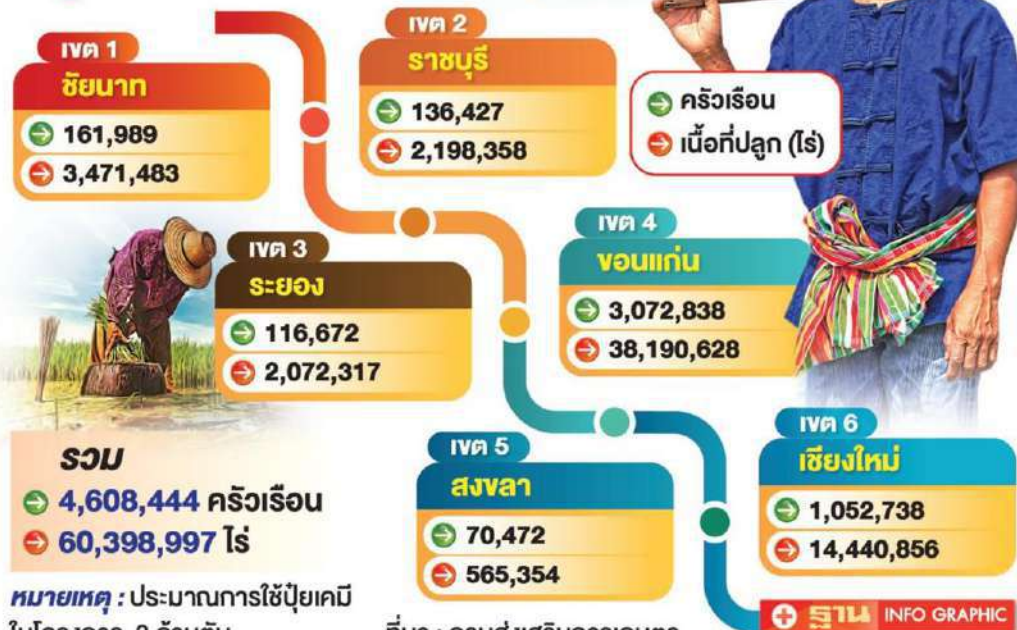 เขต 1
ชัยนาท
161,989
3,471,483
เขต 2
ราชบุรี
136,427
2,198,358
ครัวเรือน
เนื้อที่ปลูก (ไร่)
เขต 3
ระยอง
116,672
2,072,317
เขต 4
ขอนแก่น
3,072,838
38,190,628
รวม
4,608,444 ครัวเรือน
60,398,997 ไร่
เขต 5
สงขลา
70,472
565,354
เขต 6
เชียงใหม่
1,052,738
14,440,856
หมายเหตุ : ประมาณการใช้ปุ๋ยเคมี
ฐาน INFO GRAPHIC